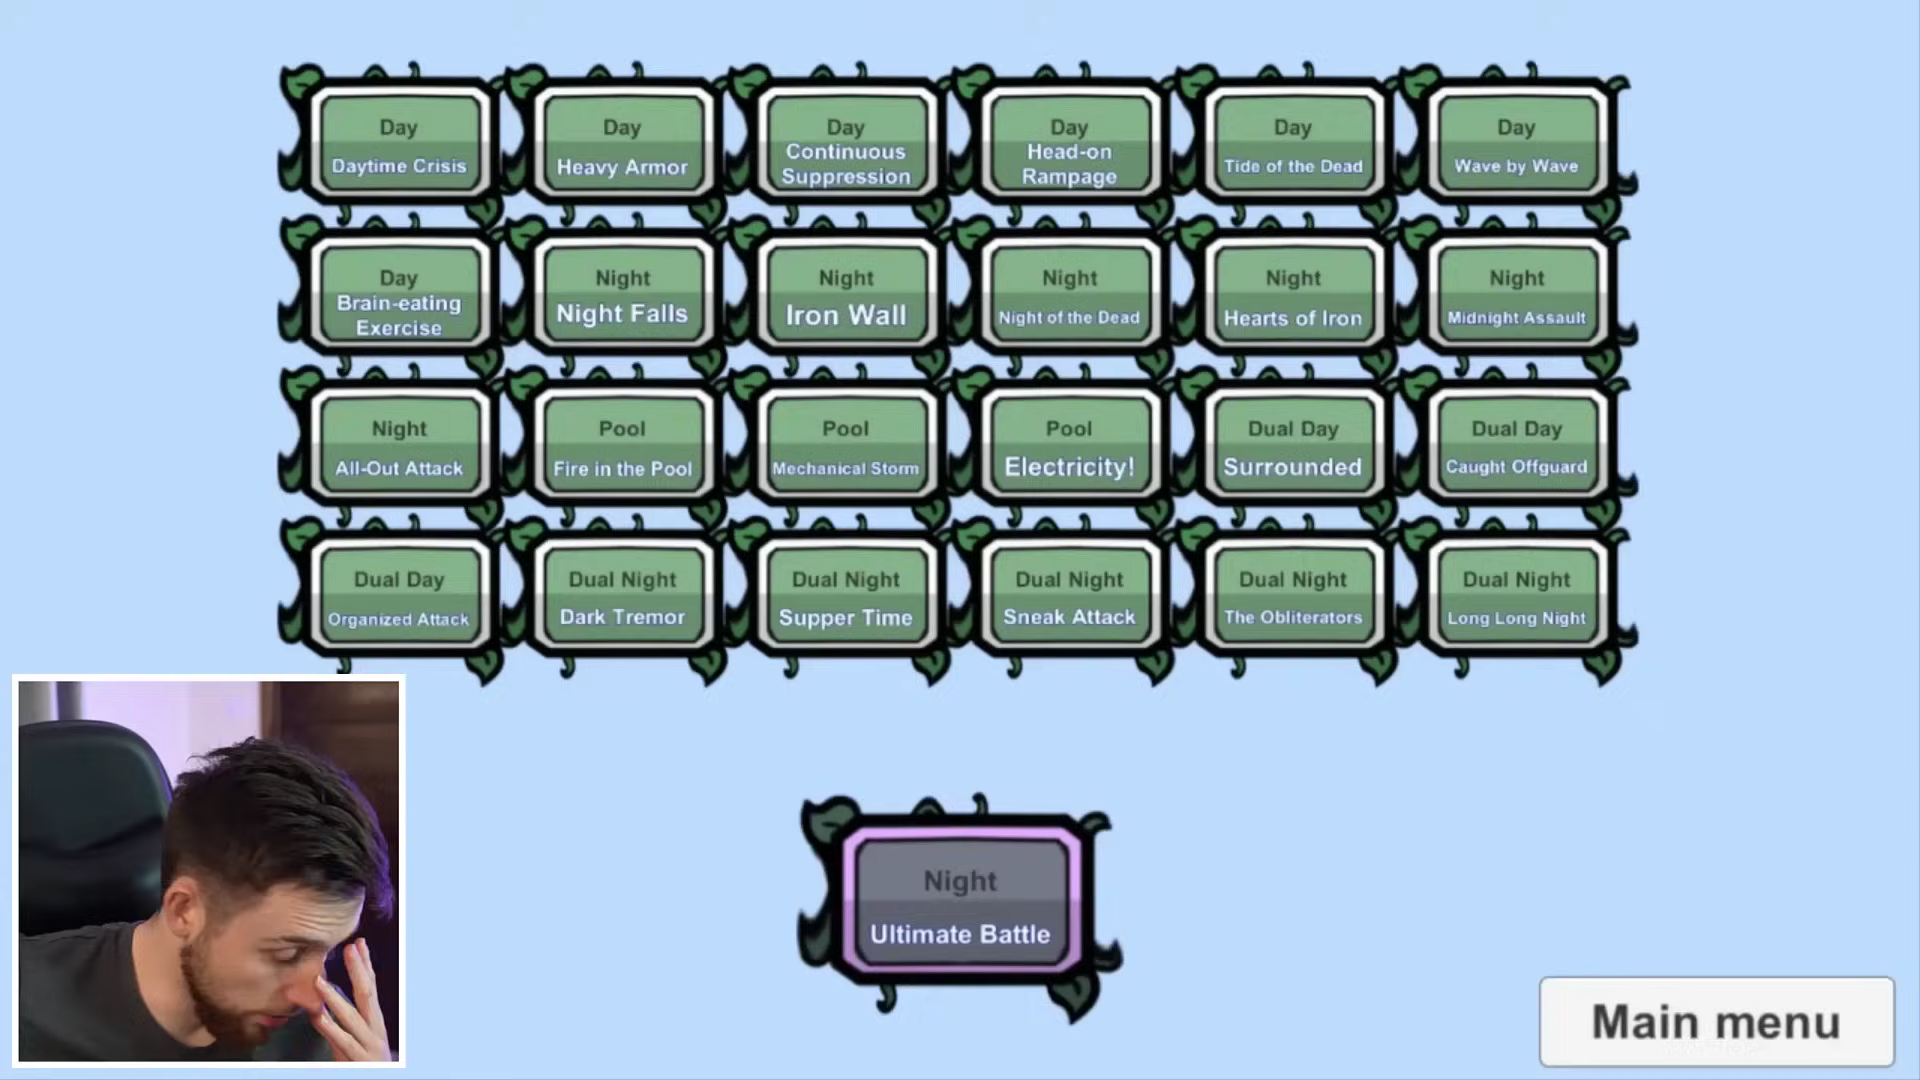 Day
Daytime Crisis
Day
Heavy Armor
Day
Continuous
Suppression
Day
Head-on
Rampage
Day
Tide of the Dead
Day
Wave by Wave
Day
Brain-eating
Exercise
Night
Night Falls
Night
Iron Wall
Night
Night of the Dead
Night
Hearts of Iron
Night
Midnight Assault
Night
All-Out Attack
Pool
Fire in the Pool
Pool
Mechanical Storm
Pool
Electricity!
Dual Day
Surrounded
Dual Day
Caught Offguard
Dual Day
Organized Attack
Dual Night
Dark Tremor
Dual Night
Supper Time
Dual Night
Sneak Attack
Dual Night
The Obliterators
Dual Night
Long Long Night
Night
Ultimate Battle
Main menu